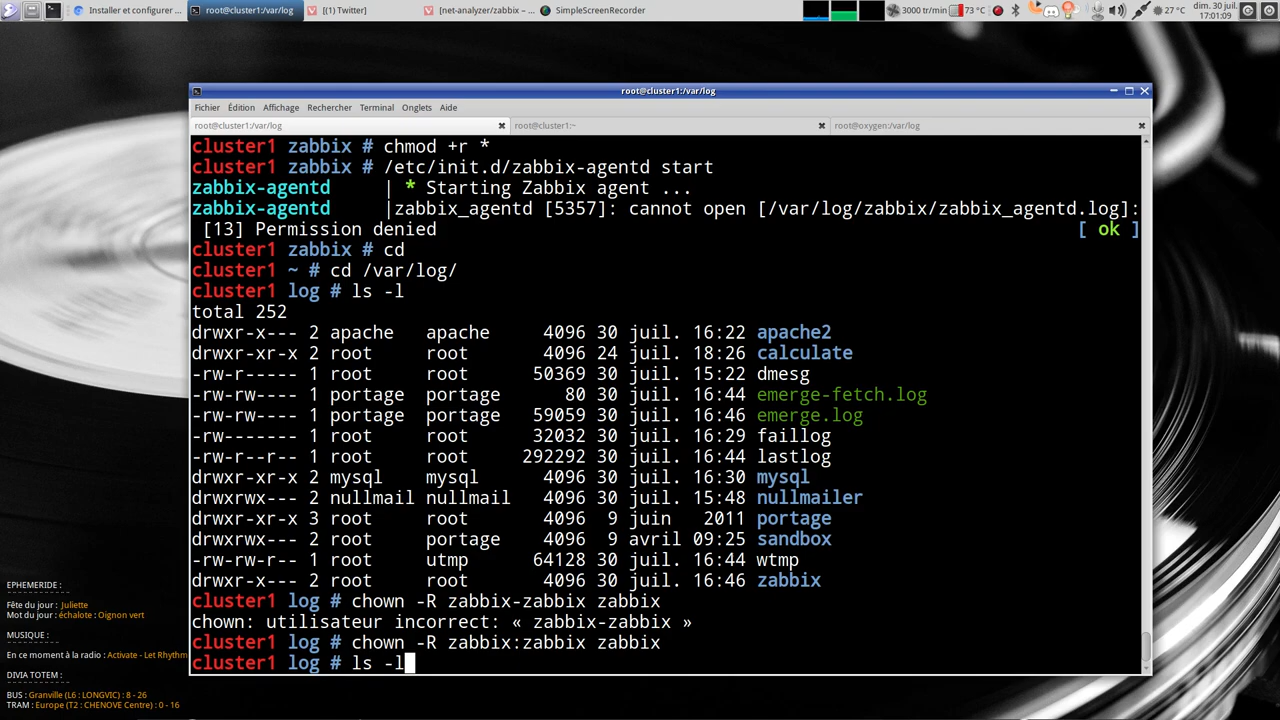 Installer et configurer ...
root@cluster1:/var/log
[(1) Twitter]
[net-analyzer/zabbix – ...
SimpleScreenRecorder
3000 tr/min
73 °C
27 °C
dim. 30 juil.
17:01:09
root@cluster1:/var/log
Fichier Édition Affichage Rechercher Terminal Onglets Aide
root@cluster1:/var/log
root@cluster1:~
root@oxygen:/var/log
cluster1 zabbix # chmod +r *
cluster1 zabbix # /etc/init.d/zabbix-agentd start
zabbix-agentd | * Starting Zabbix agent ...
zabbix-agentd |zabbix_agentd [5357]: cannot open [/var/log/zabbix/zabbix_agentd.log]:
[13] Permission denied [ ok ]
cluster1 zabbix # cd
cluster1 ~ # cd /var/log/
cluster1 log # ls -l
total 252
drwxr-x--- 2 apache apache 4096 30 juil. 16:22 apache2
drwxr-xr-x 2 root root 4096 24 juil. 18:26 calculate
-rw-r----- 1 root root 50369 30 juil. 15:22 dmesg
-rw-rw---- 1 portage portage 80 30 juil. 16:44 emerge-fetch.log
-rw-rw---- 1 portage portage 59059 30 juil. 16:46 emerge.log
-rw------- 1 root root 32032 30 juil. 16:29 faillog
-rw-r--r-- 1 root root 292292 30 juil. 16:44 lastlog
drwxr-xr-x 2 mysql mysql 4096 30 juil. 16:30 mysql
drwxrwx--- 2 nullmail nullmail 4096 30 juil. 15:48 nullmailer
drwxr-xr-x 3 root root 4096 9 juin 2011 portage
drwxrwx--- 2 root portage 4096 9 avril 09:25 sandbox
-rw-rw-r-- 1 root utmp 64128 30 juil. 16:44 wtmp
drwxr-x--- 2 root root 4096 30 juil. 16:46 zabbix
cluster1 log # chown -R zabbix-zabbix zabbix
chown: utilisateur incorrect: « zabbix-zabbix »
cluster1 log # chown -R zabbix:zabbix zabbix
cluster1 log # ls -l
EPHEMERIDE :
Fête du jour : Juliette
Mot du jour : échalote : Oignon vert
MUSIQUE :
En ce moment à la radio : Activate - Let Rhythm
DIVIA TOTEM :
BUS : Granville (L6 : LONGVIC) : 8 - 26
TRAM : Europe (T2 : CHENOVE Centre) : 0 - 16